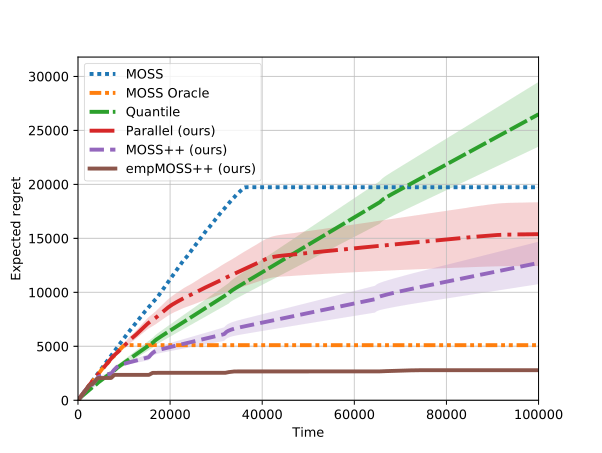 30000
25000
20000
15000
10000
5000
0
Expected regret
MOSS
MOSS Oracle
Quantile
Parallel (ours)
MOSS++ (ours)
empMOSS++ (ours)
0 20000 40000 60000 80000 100000
Time